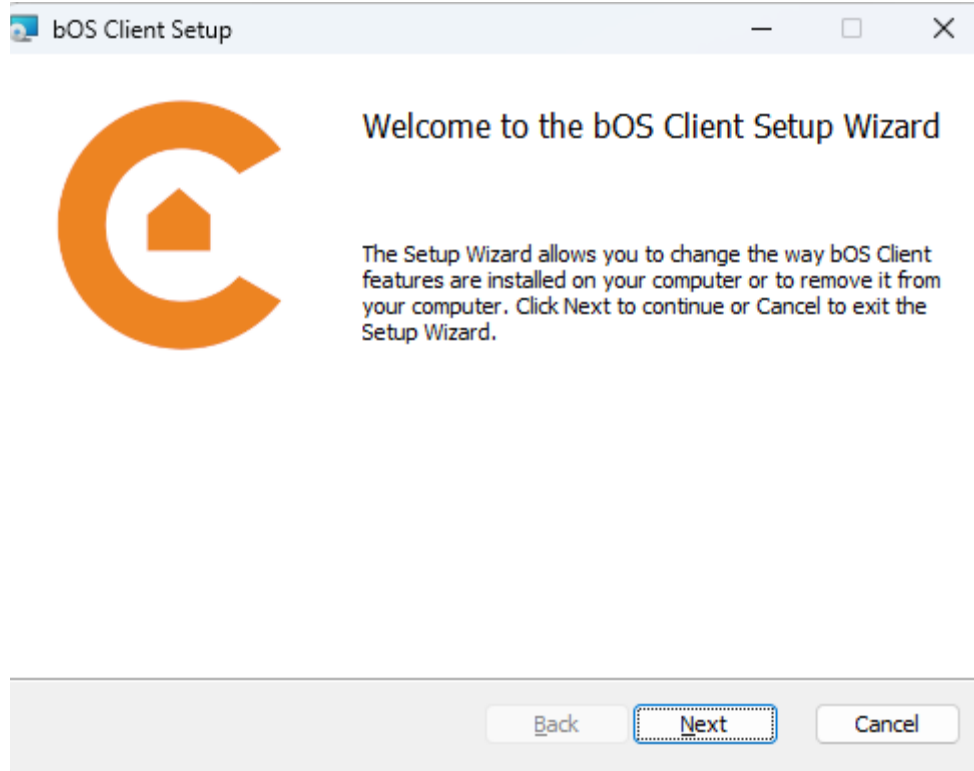 bOS Client Setup
Welcome to the bOS Client Setup Wizard
The Setup Wizard allows you to change the way bOS Client
features are installed on your computer or to remove it from
your computer. Click Next to continue or Cancel to exit the
Setup Wizard.
Back Next Cancel